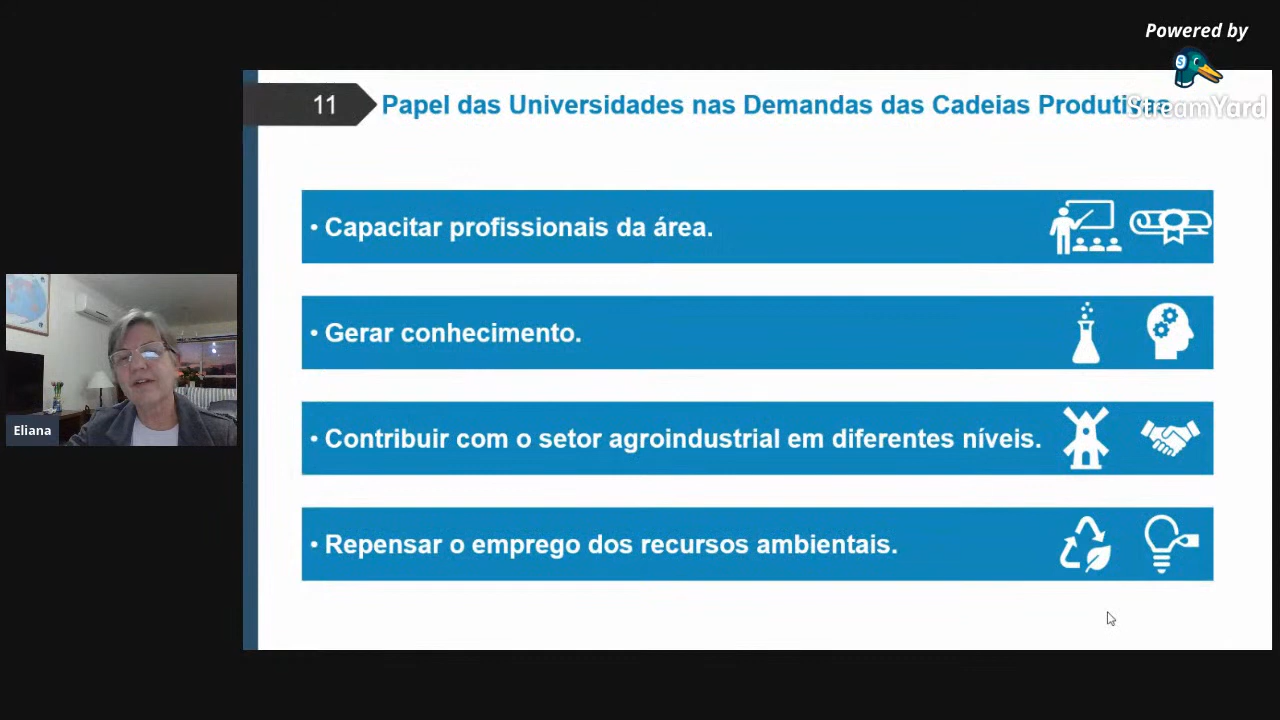 Powered by
StreamYard
11
Papel das Universidades nas Demandas das Cadeias
• Capacitar profissionais da área.
• Gerar conhecimento.
• Contribuir com o setor agroindustrial em diferentes níveis.
• Repensar o emprego dos recursos ambientais.
Eliana